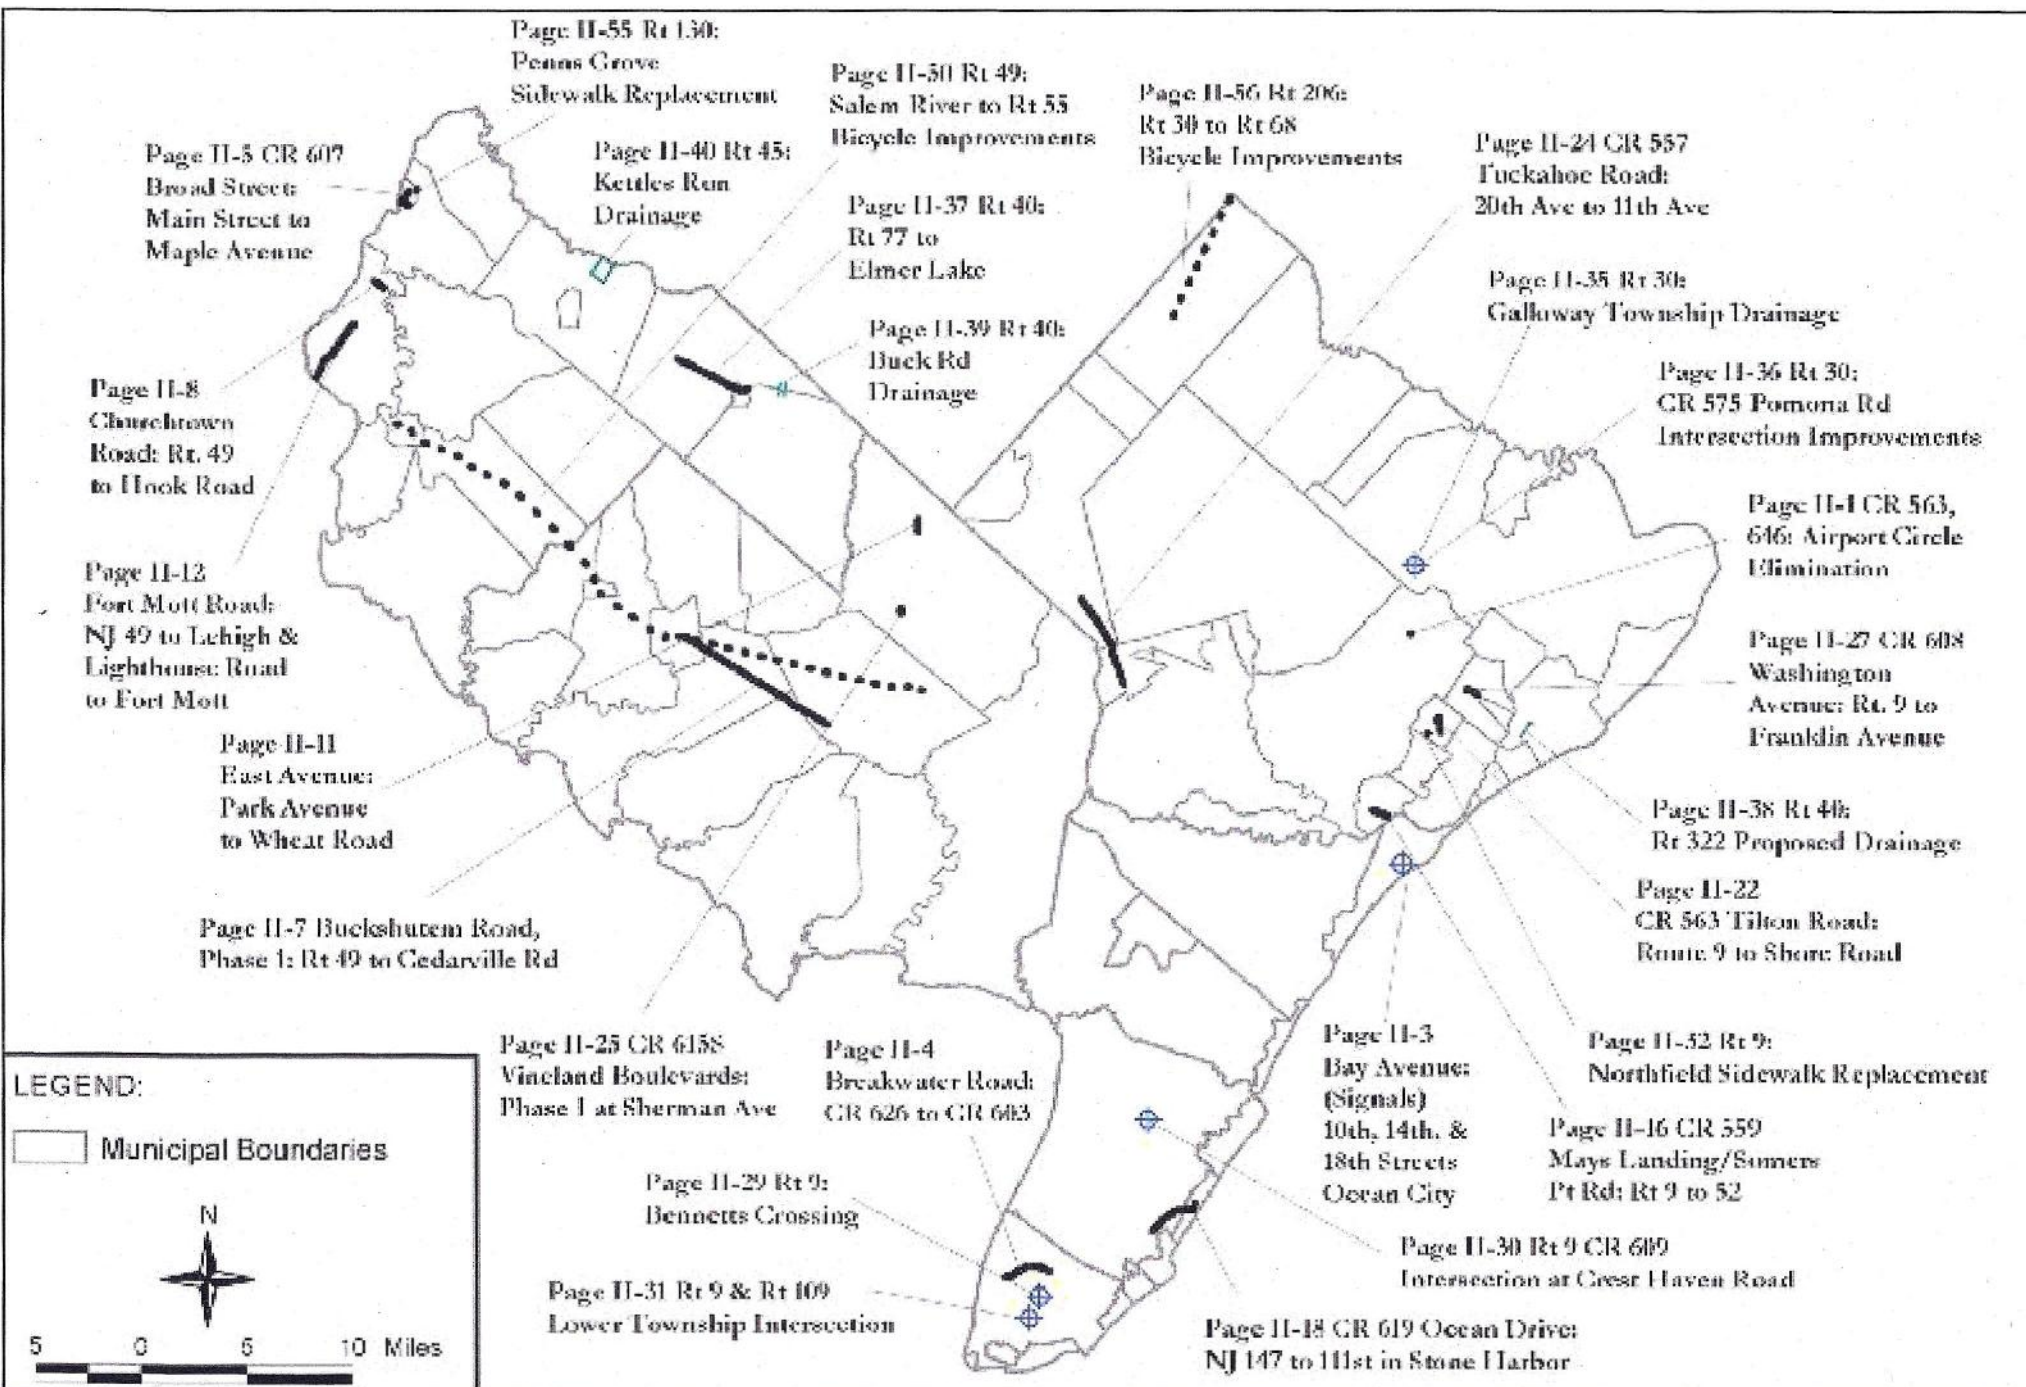 Page II-55 Rt 130:
Penns Grove
Sidewalk Replacement
Page II-50 Rt 49:
Salem River to Rt 55
Bicycle Improvements
Page II-56 Rt 206:
Rt 30 to Rt 68
Bicycle Improvements
Page II-5 CR 607
Broad Street:
Main Street to
Maple Avenue
Page II-40 Rt 45:
Kettles Run
Drainage
Page II-24 CR 557
Tuckahoe Road:
20th Ave to 11th Ave
Page II-37 Rt 40:
Rt 77 to
Elmer Lake
Page II-35 Rt 30:
Galloway Township Drainage
Page II-39 Rt 40:
Buck Rd
Drainage
Page II-36 Rt 30:
CR 575 Pomona Rd
Intersection Improvements
Page II-8
Churchtown
Road: Rt. 49
to Hook Road
Page II-1 CR 563,
646: Airport Circle
Elimination
Page II-12
Fort Mott Road:
NJ 49 to Lehigh &
Lighthouse Road
to Fort Mott
Page II-27 CR 608
Washington
Avenue: Rt. 9 to
Franklin Avenue
Page II-11
East Avenue:
Park Avenue
to Wheat Road
Page II-38 Rt 40:
Rt 322 Proposed Drainage
Page II-22
CR 563 Tilton Road:
Route 9 to Shore Road
Page II-7 Buckshutem Road,
Phase 1: Rt 49 to Cedarville Rd
Page II-25 CR 615S
Vineland Boulevards:
Phase I at Sherman Ave
Page II-4
Breakwater Road:
CR 626 to CR 603
Page II-3
Bay Avenue:
(Signals)
10th, 14th, &
18th Streets
Ocean City
Page II-32 Rt 9:
Northfield Sidewalk Replacement
Page II-16 CR 559
Mays Landing/Somers
Pt Rd: Rt 9 to 52
Page II-29 Rt 9:
Bennetts Crossing
Page II-30 Rt 9 CR 609
Intersection at Crest Haven Road
Page II-31 Rt 9 & Rt 109
Lower Township Intersection
Page II-18 CR 619 Ocean Drive:
NJ 147 to 111st in Stone Harbor
LEGEND:
Municipal Boundaries
N
5 0 5 10 Miles